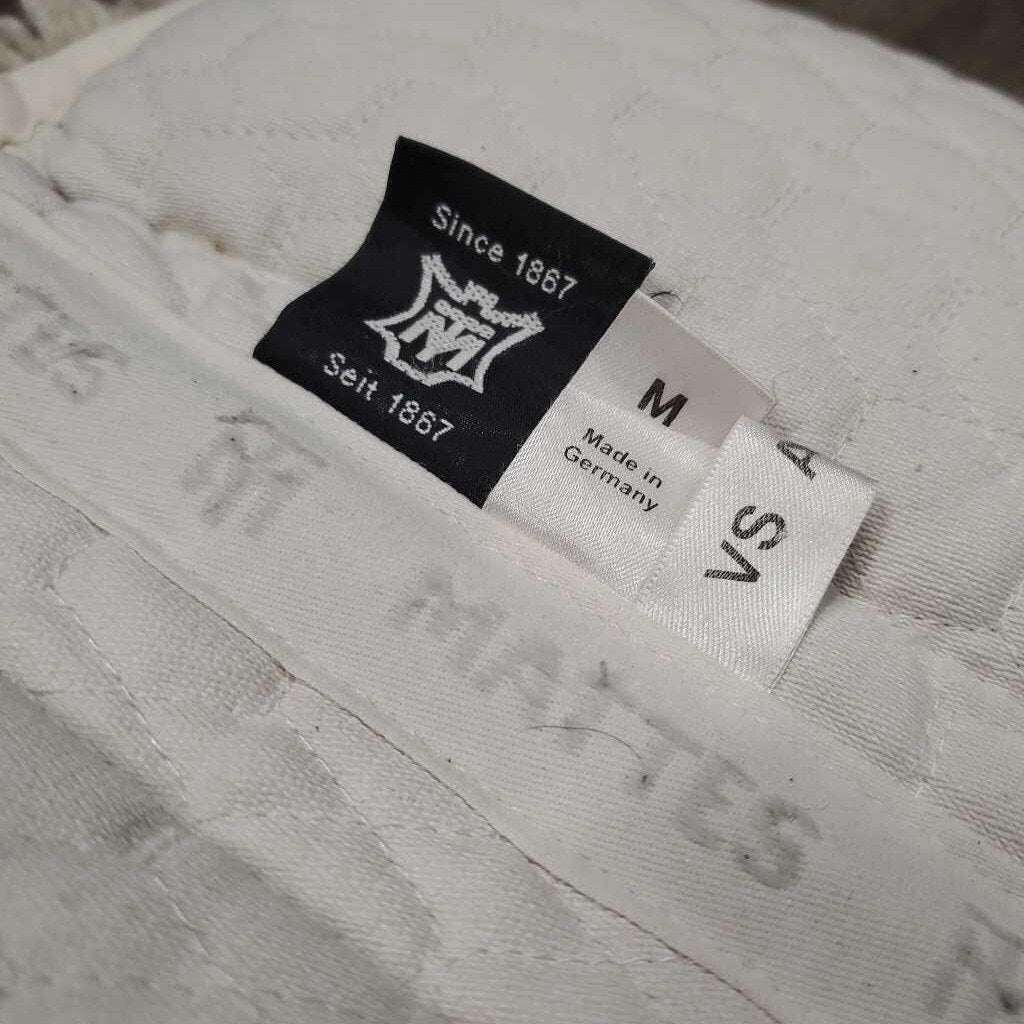 Since 1867
Seit 1867
M
Made in
Germany
VS A
MATTES